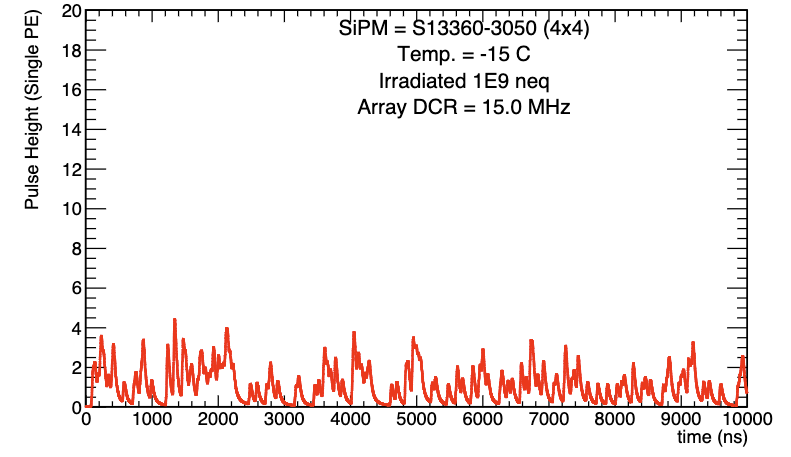 SiPM = S13360-3050 (4x4)
Temp. = -15 C
Irradiated 1E9 neq
Array DCR = 15.0 MHz
Pulse Height (Single PE)
20
18
16
14
12
10
8
6
4
2
0
0 1000 2000 3000 4000 5000 6000 7000 8000 9000 10000
time (ns)